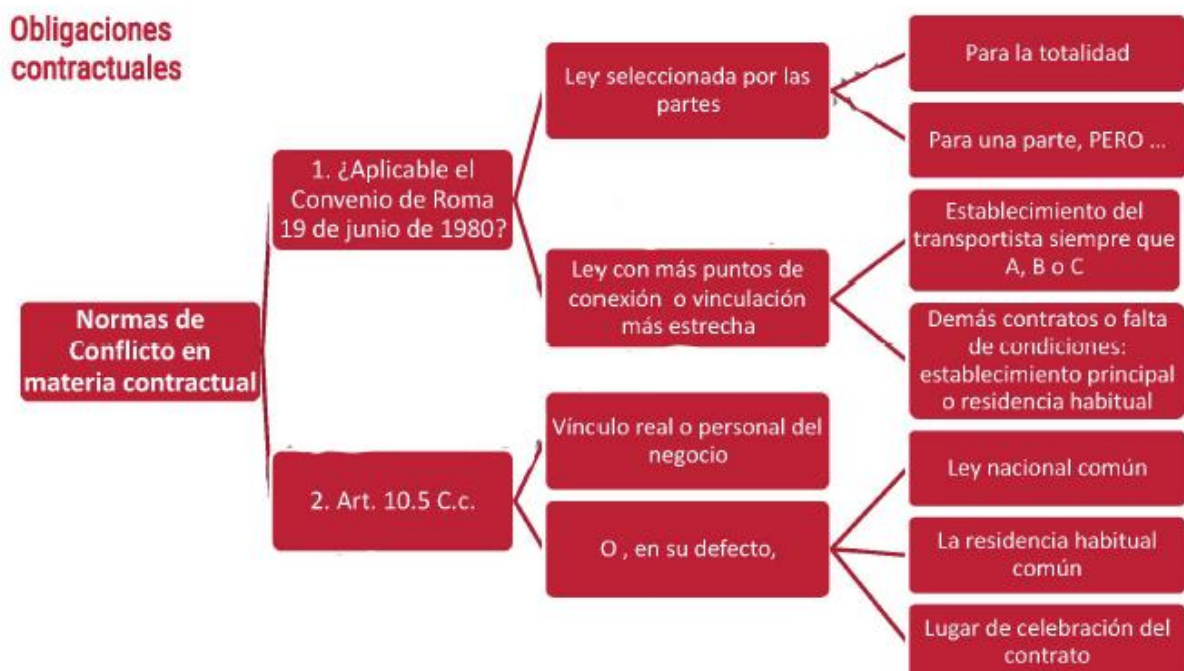 Obligaciones
contractuales
Normas de
Conflicto en
materia contractual
1. ¿Aplicable el
Convenio de Roma
19 de junio de 1980?
Ley seleccionada por las
partes
Para la totalidad
Para una parte, PERO ...
Ley con más puntos de
conexión o vinculación
más estrecha
Establecimiento del
transportista siempre que
A, B o C
Demás contratos o falta
de condiciones:
establecimiento principal
o residencia habitual
2. Art. 10.5 C.c.
Vínculo real o personal del
negocio
O , en su defecto,
Ley nacional común
La residencia habitual
común
Lugar de celebración del
contrato